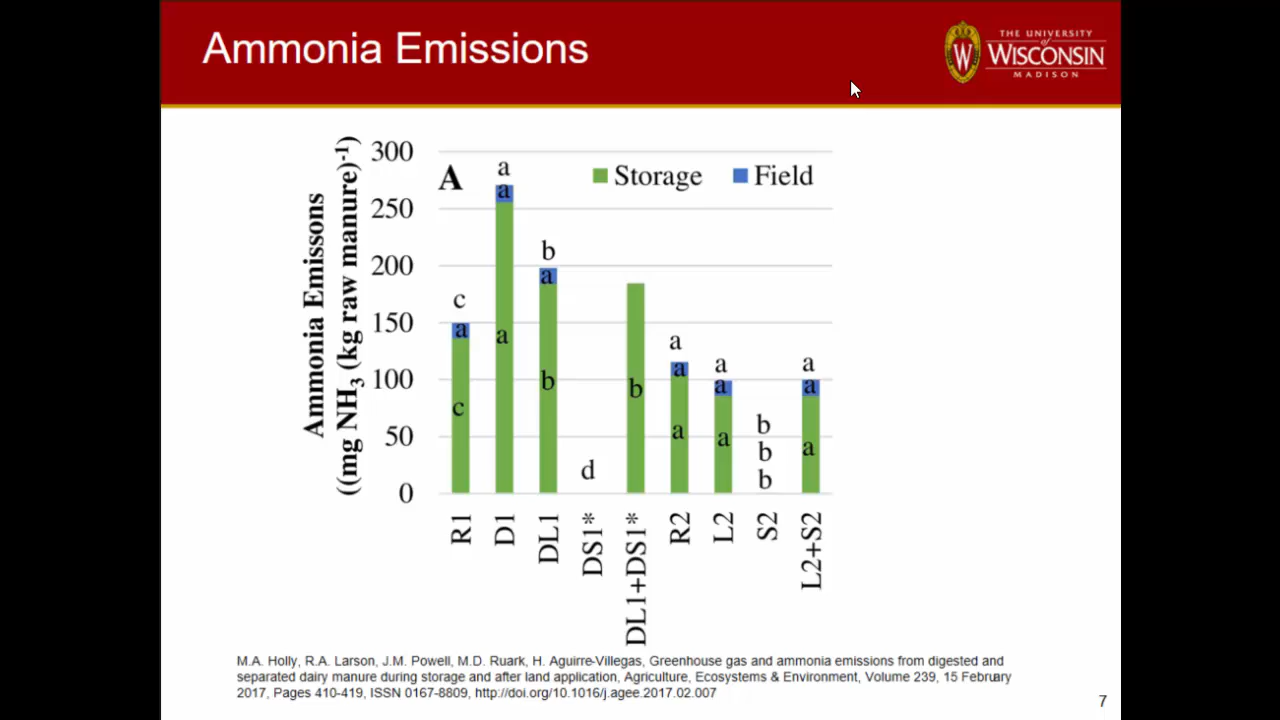 Ammonia Emissions
THE UNIVERSITY
of
WISCONSIN
MADISON
W
A
Storage
Field
Ammonia Emissons
((mg NH3 (kg raw manure)-1)
300
250
200
150
100
50
0
c
a
c
a
a
a
b
a
b
d
b
a
a
a
a
a
a
b
b
b
a
a
a
R1
D1
DL1
DS1*
DL1+DS1*
R2
L2
S2
L2+S2
M.A. Holly, R.A. Larson, J.M. Powell, M.D. Ruark, H. Aguirre-Villegas, Greenhouse gas and ammonia emissions from digested and
separated dairy manure during storage and after land application, Agriculture, Ecosystems & Environment, Volume 239, 15 February
2017, Pages 410-419, ISSN 0167-8809, http://doi.org/10.1016/j.agee.2017.02.007
7